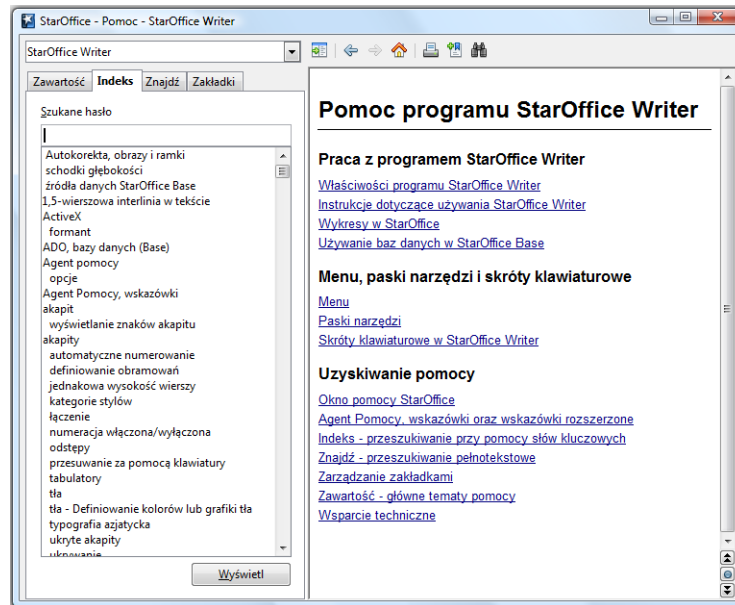 StarOffice - Pomoc - StarOffice Writer
StarOffice Writer
Zawartość Indeks Znajdź Zakładki
Szukane hasło
Autokorekta, obrazy i ramki
schodki głębokości
źródła danych StarOffice Base
1,5-wierszowa interlinia w tekście
ActiveX
formant
ADO, bazy danych (Base)
Agent pomocy
opcje
Agent Pomocy, wskazówki
akapit
wyświetlanie znaków akapitu
akapity
automatyczne numerowanie
definiowanie obramowań
jednakowa wysokość wierszy
kategorie stylów
łączenie
numeracja włączona/wyłączona
odstępy
przesuwanie za pomocą klawiatury
tabulatory
tła
tła - Definiowanie kolorów lub grafiki tła
typografia azjatycka
ukryte akapity
ukrywanie
Wyświetl
Pomoc programu StarOffice Writer
Praca z programem StarOffice Writer
Właściwości programu StarOffice Writer
Instrukcje dotyczące używania StarOffice Writer
Wykresy w StarOffice
Używanie baz danych w StarOffice Base
Menu, paski narzędzi i skróty klawiaturowe
Menu
Paski narzędzi
Skróty klawiaturowe w StarOffice Writer
Uzyskiwanie pomocy
Okno pomocy StarOffice
Agent Pomocy, wskazówki oraz wskazówki rozszerzone
Indeks - przeszukiwanie przy pomocy słów kluczowych
Znajdź - przeszukiwanie pełnotekstowe
Zarządzanie zakładkami
Zawartość - główne tematy pomocy
Wsparcie techniczne